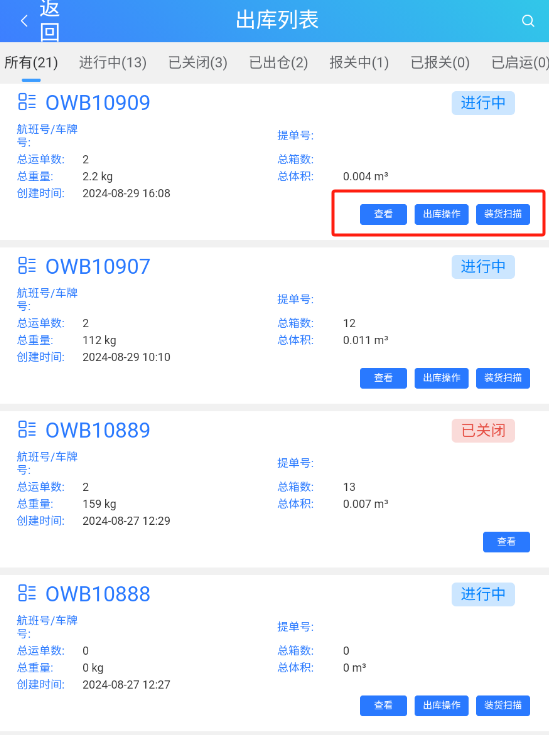 返回
出库列表
所有(21) 进行中(13) 已关闭(3) 已出仓(2) 报关中(1) 已报关(0) 已启运(0)
OWB10909 进行中
航班号/车牌号: 提单号:
总运单数: 2 总箱数:
总重量: 2.2 kg 总体积: 0.004 m³
创建时间: 2024-08-29 16:08
查看 出库操作 装货扫描
OWB10907 进行中
航班号/车牌号: 提单号:
总运单数: 2 总箱数: 12
总重量: 112 kg 总体积: 0.011 m³
创建时间: 2024-08-29 10:10
查看 出库操作 装货扫描
OWB10889 已关闭
航班号/车牌号: 提单号:
总运单数: 2 总箱数: 13
总重量: 159 kg 总体积: 0.007 m³
创建时间: 2024-08-27 12:29
查看
OWB10888 进行中
航班号/车牌号: 提单号:
总运单数: 0 总箱数: 0
总重量: 0 kg 总体积: 0 m³
创建时间: 2024-08-27 12:27
查看 出库操作 装货扫描